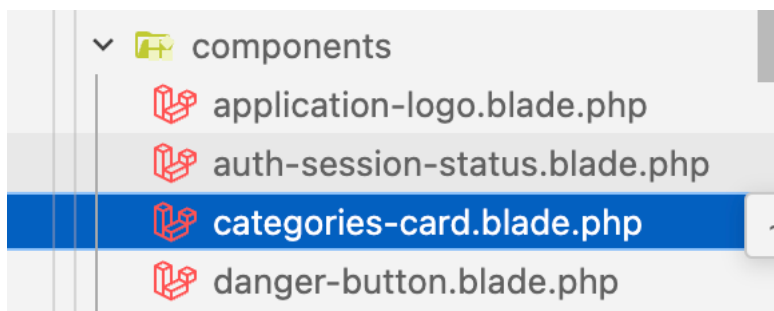 components
application-logo.blade.php
auth-session-status.blade.php
categories-card.blade.php
danger-button.blade.php